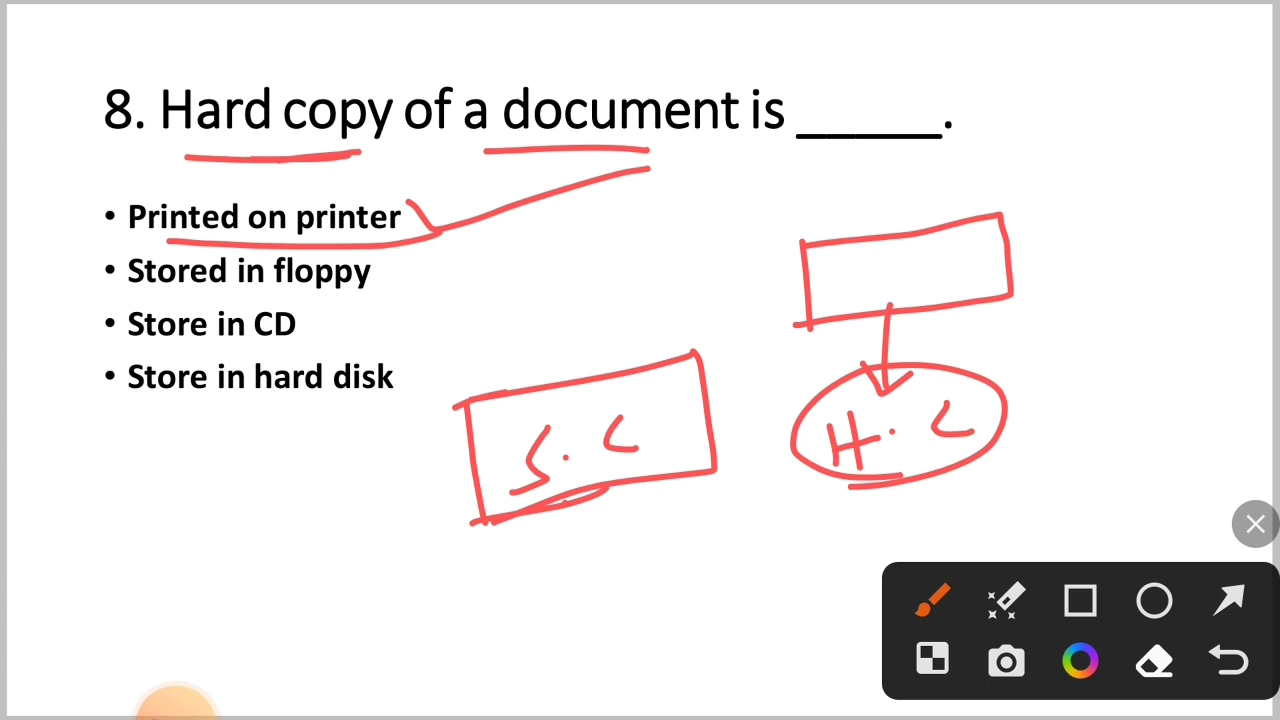 8. Hard copy of a document is _____.
• Printed on printer
• Stored in floppy
• Store in CD
• Store in hard disk
S.C
H.C